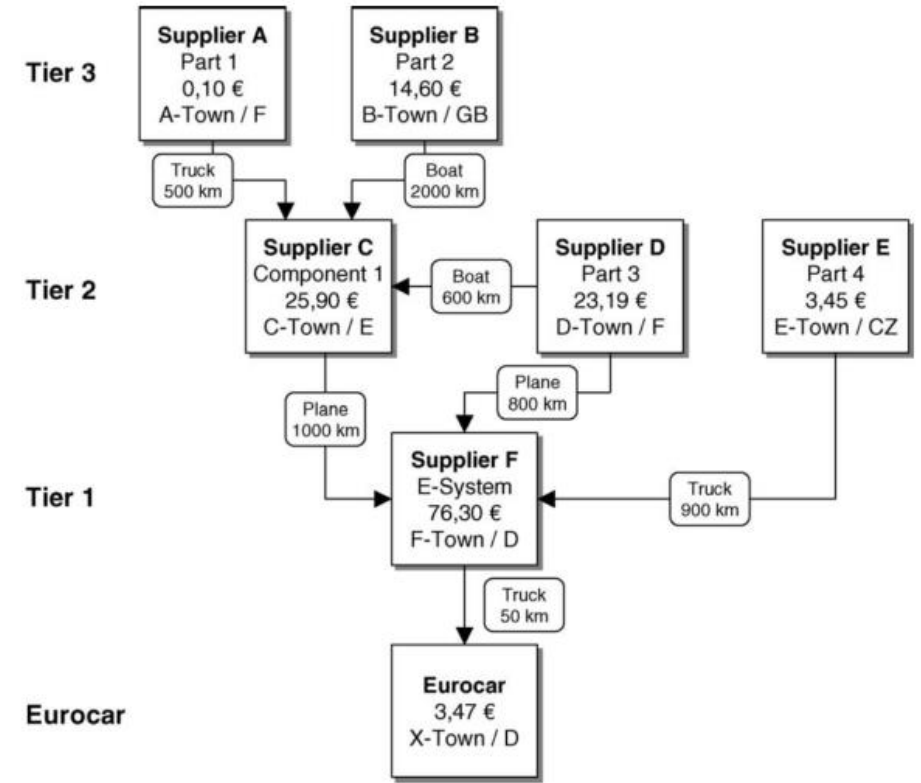 Tier 3
Supplier A
Part 1
0,10 €
A-Town / F
Supplier B
Part 2
14,60 €
B-Town / GB
Truck
500 km
Boat
2000 km
Tier 2
Supplier C
Component 1
25,90 €
C-Town / E
Boat
600 km
Supplier D
Part 3
23,19 €
D-Town / F
Supplier E
Part 4
3,45 €
E-Town / CZ
Plane
1000 km
Plane
800 km
Tier 1
Supplier F
E-System
76,30 €
F-Town / D
Truck
900 km
Truck
50 km
Eurocar
Eurocar
3,47 €
X-Town / D